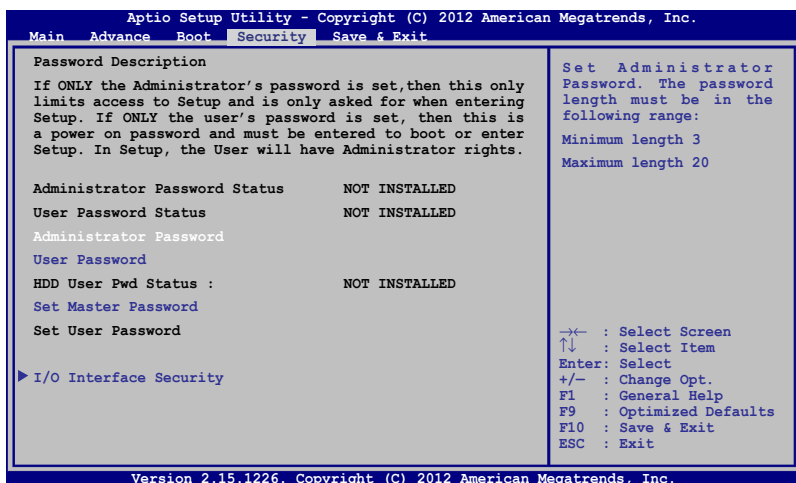 Aptio Setup Utility - Copyright (C) 2012 American Megatrends, Inc.
Main Advance Boot Security Save & Exit
Password Description
If ONLY the Administrator's password is set,then this only
limits access to Setup and is only asked for when entering
Setup. If ONLY the user's password is set, then this is
a power on password and must be entered to boot or enter
Setup. In Setup, the User will have Administrator rights.
Administrator Password Status NOT INSTALLED
User Password Status NOT INSTALLED
Administrator Password
User Password
HDD User Pwd Status : NOT INSTALLED
Set Master Password
Set User Password
I/O Interface Security
Set Administrator
Password. The password
length must be in the
following range:
Minimum length 3
Maximum length 20
→← : Select Screen
↑↓ : Select Item
Enter: Select
+/— : Change Opt.
F1 : General Help
F9 : Optimized Defaults
F10 : Save & Exit
ESC : Exit
Version 2.15.1226. Copyright (C) 2012 American Megatrends, Inc.